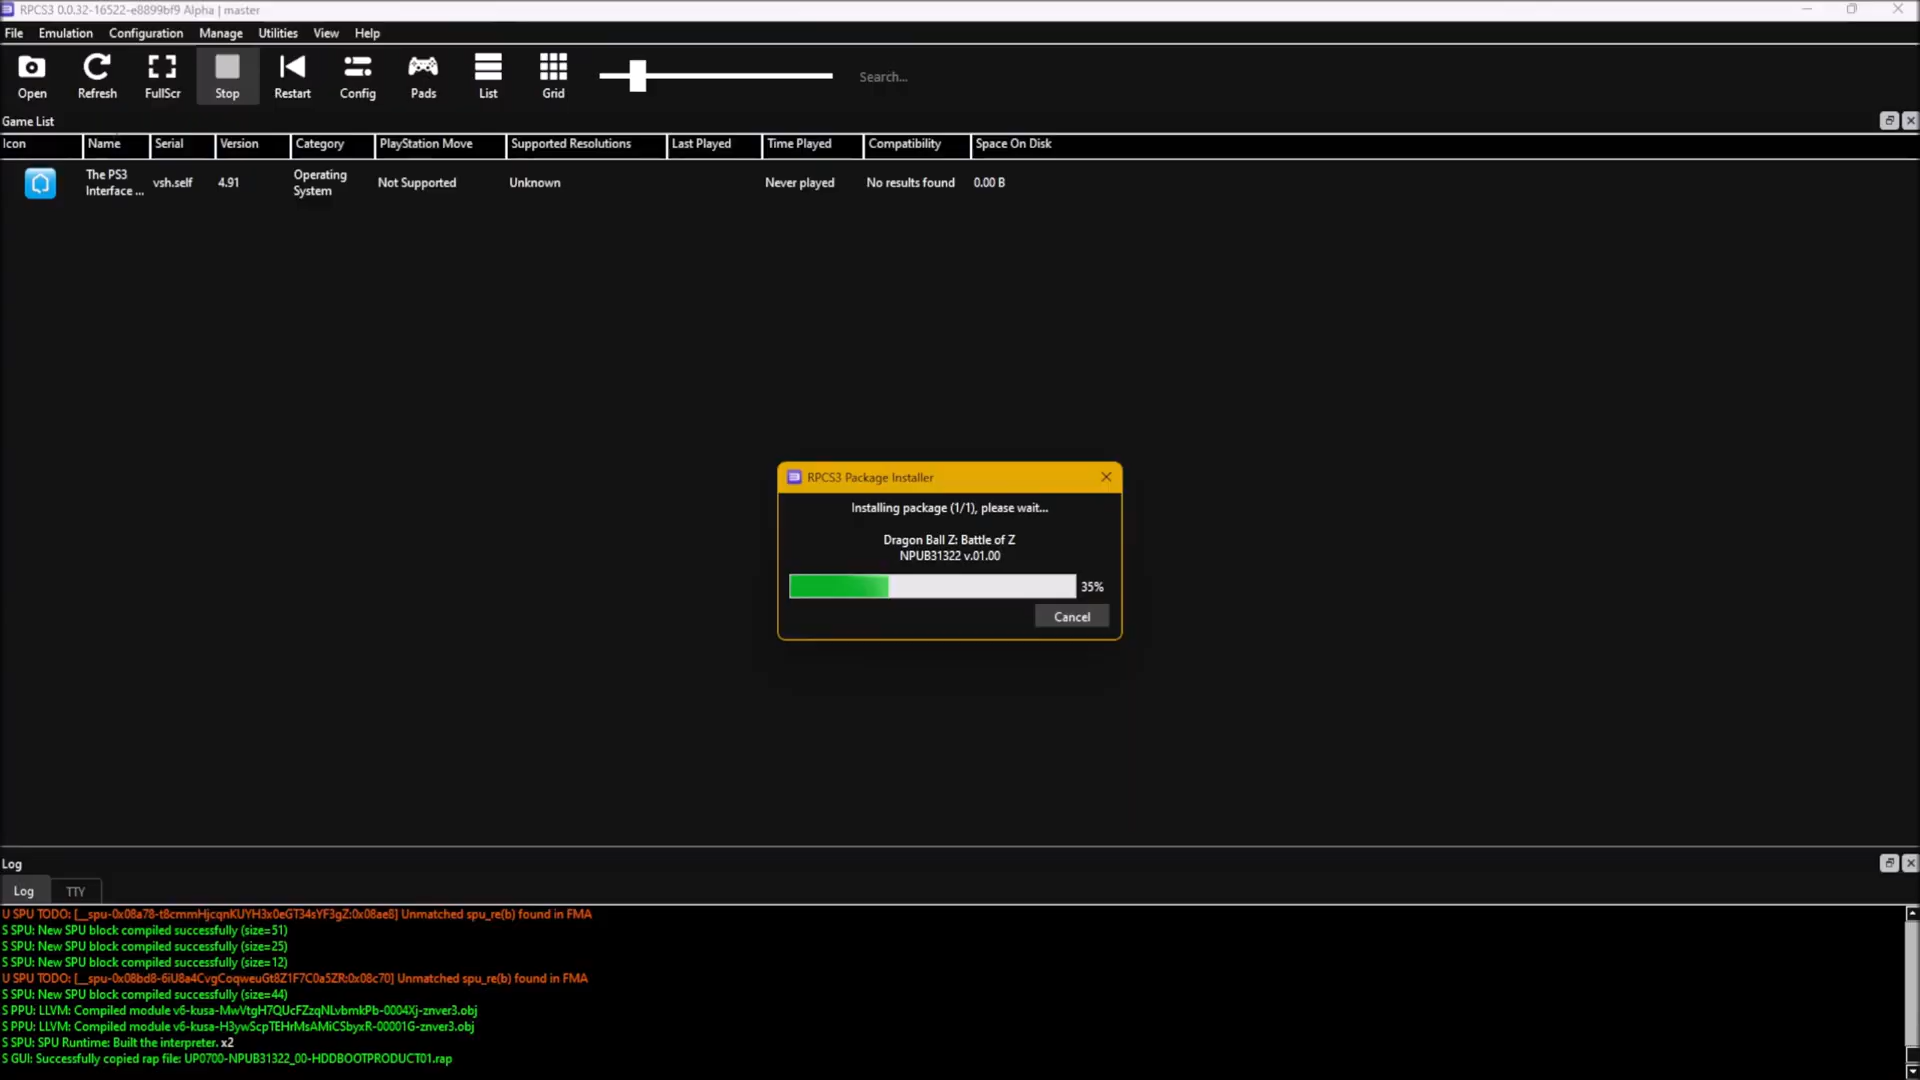 RPCS3 0.0.32-16522-e8899bf9 Alpha | master
File Emulation Configuration Manage Utilities View Help
Open Refresh FullScr Stop Restart Config Pads List Grid Search...
Game List
Icon Name Serial Version Category PlayStation Move Supported Resolutions Last Played Time Played Compatibility Space On Disk
The PS3 Interface ... vsh.self 4.91 Operating System Not Supported Unknown Never played No results found 0.00 B
RPCS3 Package Installer
Installing package (1/1), please wait...
Dragon Ball Z: Battle of Z
NPUB31322 v.01.00
35%
Cancel
Log
Log TTY
U SPU TODO: [__spu-0x08a78-t8cmmHjcqnKUYH3x0eGT34sYF3gZ:0x08ae8] Unmatched spu_re(b) found in FMA
S SPU: New SPU block compiled successfully (size=51)
S SPU: New SPU block compiled successfully (size=25)
S SPU: New SPU block compiled successfully (size=12)
U SPU TODO: [__spu-0x08bd8-6iU8a4CvgCoqweuGt8Z1F7C0a5ZR:0x08c70] Unmatched spu_re(b) found in FMA
S SPU: New SPU block compiled successfully (size=44)
S PPU: LLVM: Compiled module v6-kusa-MwVtgH7QUcFZzqNLvbmkPb-0004Xj-znver3.obj
S PPU: LLVM: Compiled module v6-kusa-H3ywScpTEHrMsAMiCSbyxR-00001G-znver3.obj
S SPU: SPU Runtime: Built the interpreter. x2
S GUI: Successfully copied rap file: UP0700-NPUB31322_00-HDDBOOTPRODUCT01.rap